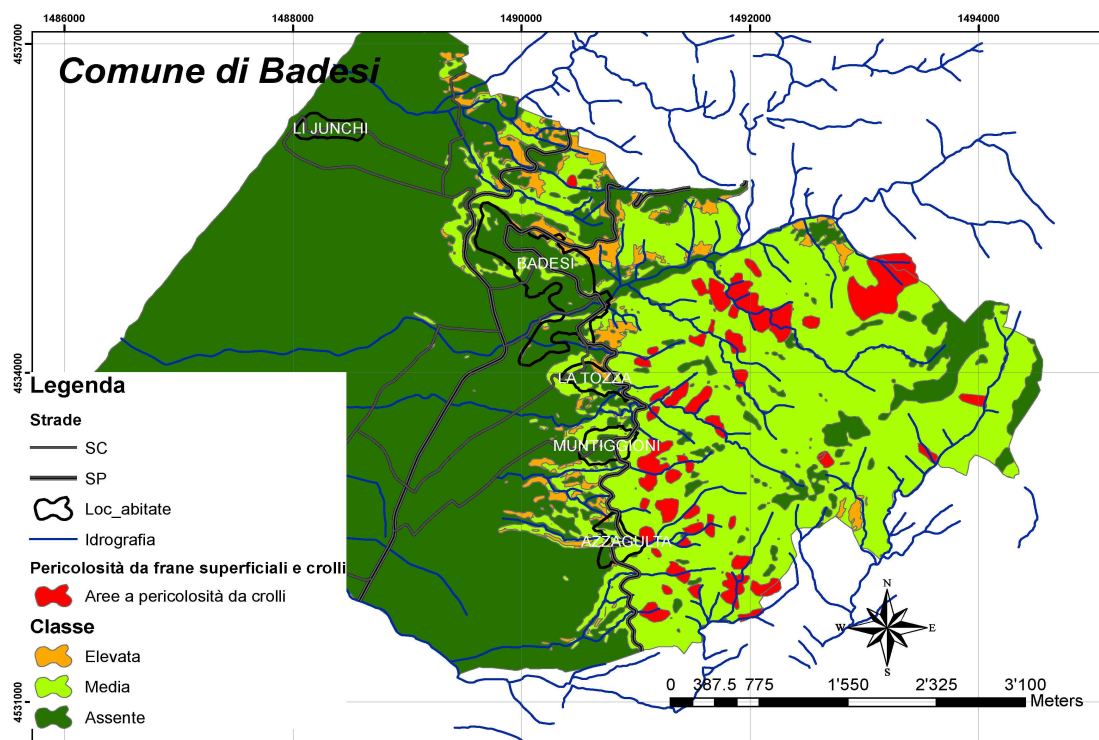 1486000 1488000 1490000 1492000 1494000
4537000
Comune di Badesi
LI JUNCHI
BADESI
4534000
LA TOZZA
MUNTIGGIONI
AZZAGULTA
Legenda
Strade
SC
SP
Loc_abitate
Idrografia
Pericolosità da frane superficiali e crolli
Aree a pericolosità da crolli
Classe
Elevata
Media
Assente
4531000
N
W E
S
0 387.5 775 1'550 2'325 3'100
Meters